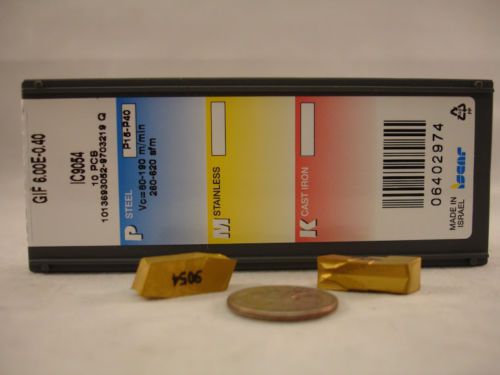 GIF 6.00E-0.40
IC9054
10 PCS
1013693052-9703219 Q
P STEEL
P15-P40
Vc=80-190 m/min
260-620 sfm
M STAINLESS
K CAST IRON
06402974
PP
MADE IN
ISRAEL
iscar
9054